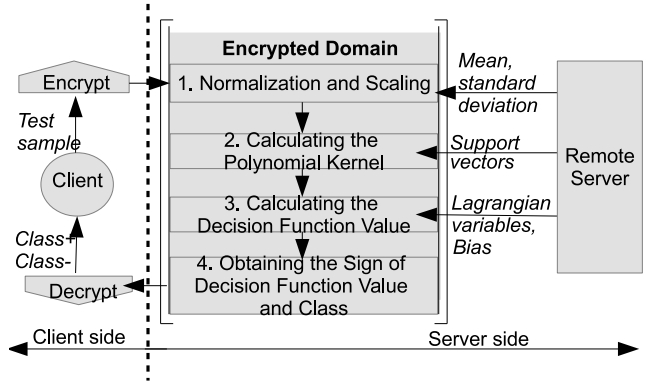 Encrypted Domain
Encrypt
1. Normalization and Scaling
Mean,
standard
deviation
Test
sample
2. Calculating the
Polynomial Kernel
Support
vectors
Remote
Server
Client
3. Calculating the
Decision Function Value
Lagrangian
variables,
Bias
Class+
Class-
4. Obtaining the Sign of
Decision Function Value
and Class
Decrypt
Client side
Server side